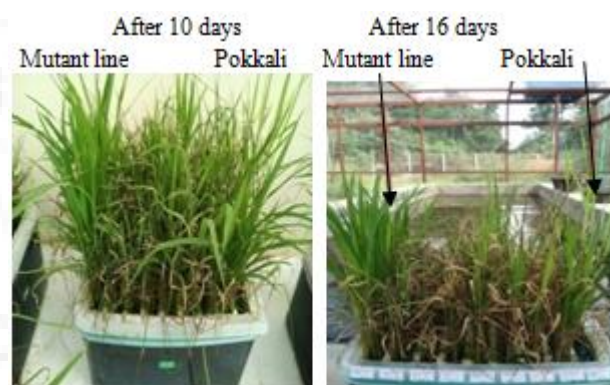 After 10 days
After 16 days
Mutant line
Pokkali
Mutant line
Pokkali